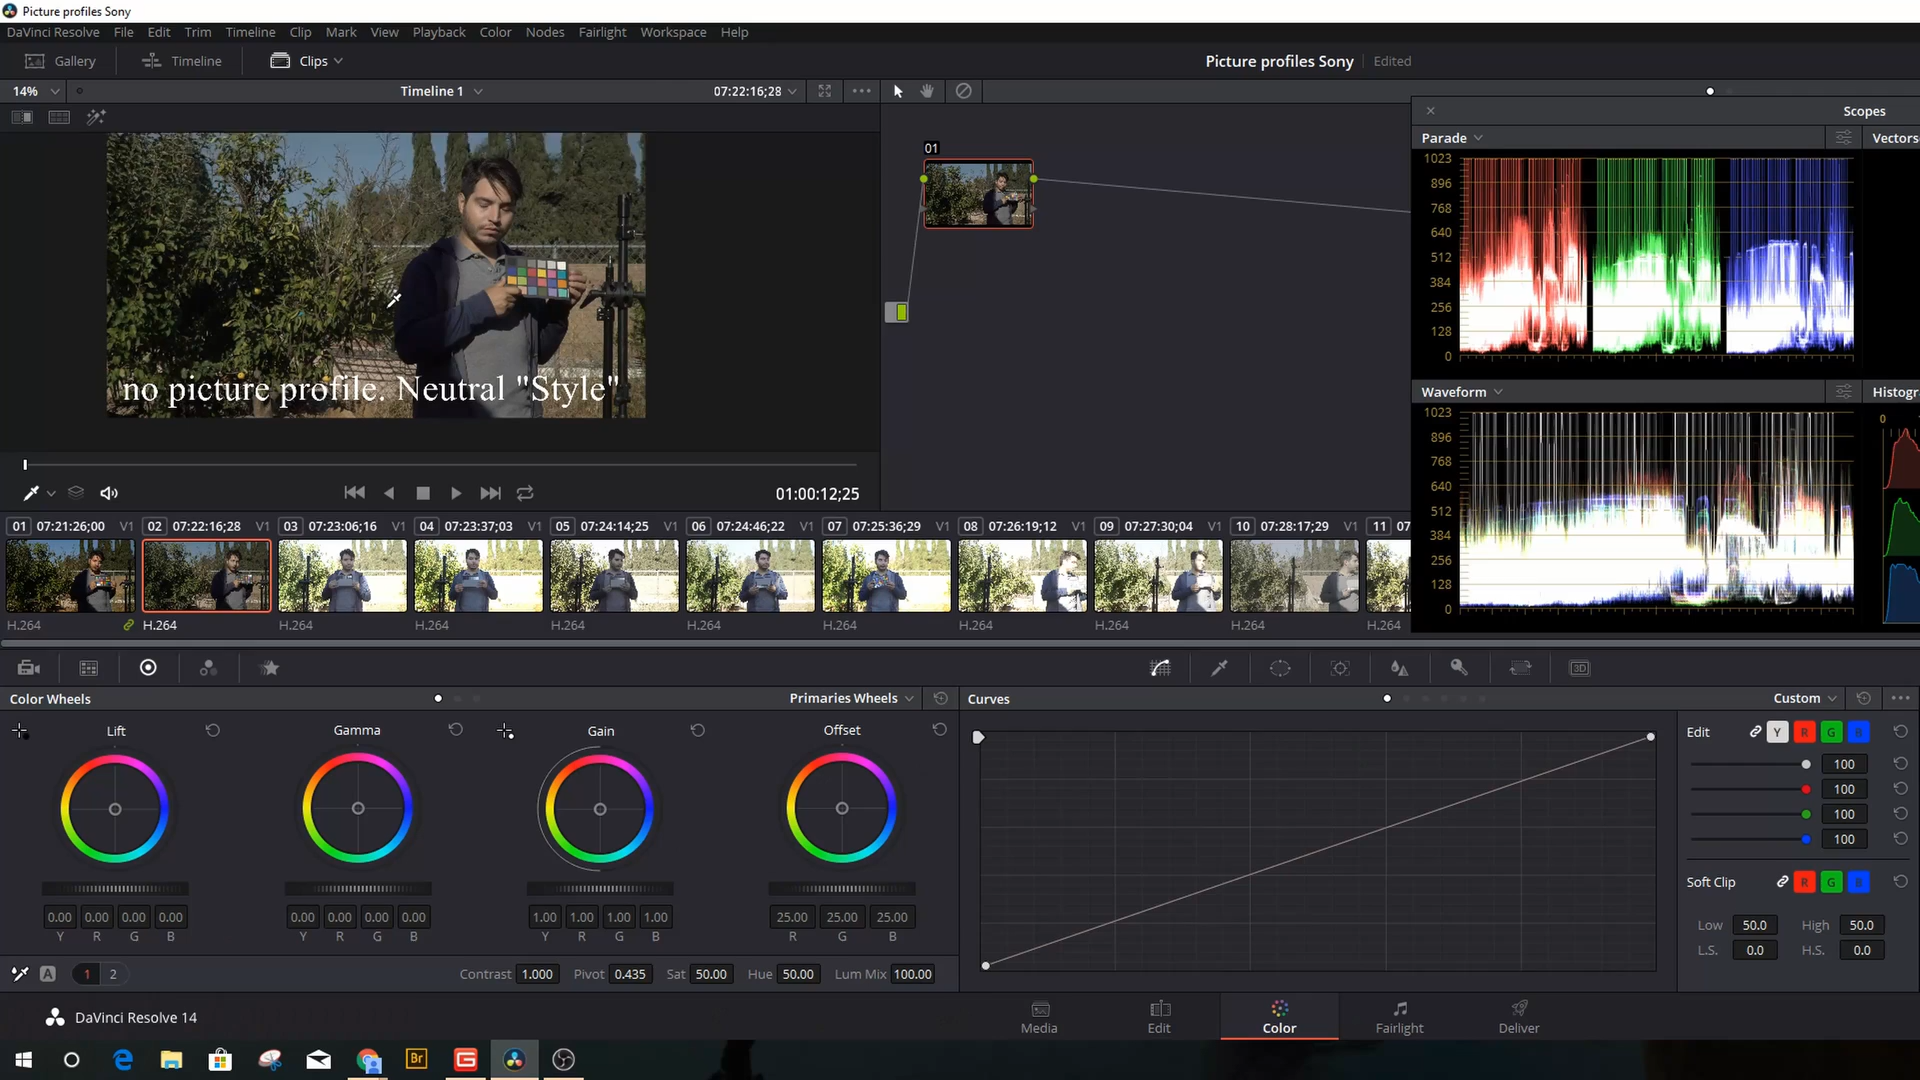 Picture profiles Sony
DaVinci Resolve File Edit Trim Timeline Clip Mark View Playback Color Nodes Fairlight Workspace Help
Gallery Timeline Clips Picture profiles Sony Edited
14% Timeline 1 07:22:16;28
Scopes
Parade Vectors
01
1023
896
768
640
512
384
256
128
0
no picture profile. Neutral "Style"
Waveform Histogr
1023
896
768
640
512
384
256
128
0
0
01:00:12;25
01 07:21:26;00 V1 02 07:22:16;28 V1 03 07:23:06;16 V1 04 07:23:37;03 V1 05 07:24:14;25 V1 06 07:24:46;22 V1 07 07:25:36;29 V1 08 07:26:19;12 V1 09 07:27:30;04 V1 10 07:28:17;29 V1 11 07
H.264 H.264 H.264 H.264 H.264 H.264 H.264 H.264 H.264 H.264 H.264
3D
Color Wheels Primaries Wheels Curves Custom
Lift Gamma Gain Offset
Edit Y R G B
100
100
100
100
Soft Clip R G B
0.00 0.00 0.00 0.00 0.00 0.00 0.00 0.00 1.00 1.00 1.00 1.00 25.00 25.00 25.00
Y R G B Y R G B Y R G B R G B
Low 50.0 High 50.0
L.S. 0.0 H.S. 0.0
A 1 2 Contrast 1.000 Pivot 0.435 Sat 50.00 Hue 50.00 Lum Mix 100.00
DaVinci Resolve 14
Media Edit Color Fairlight Deliver
Br